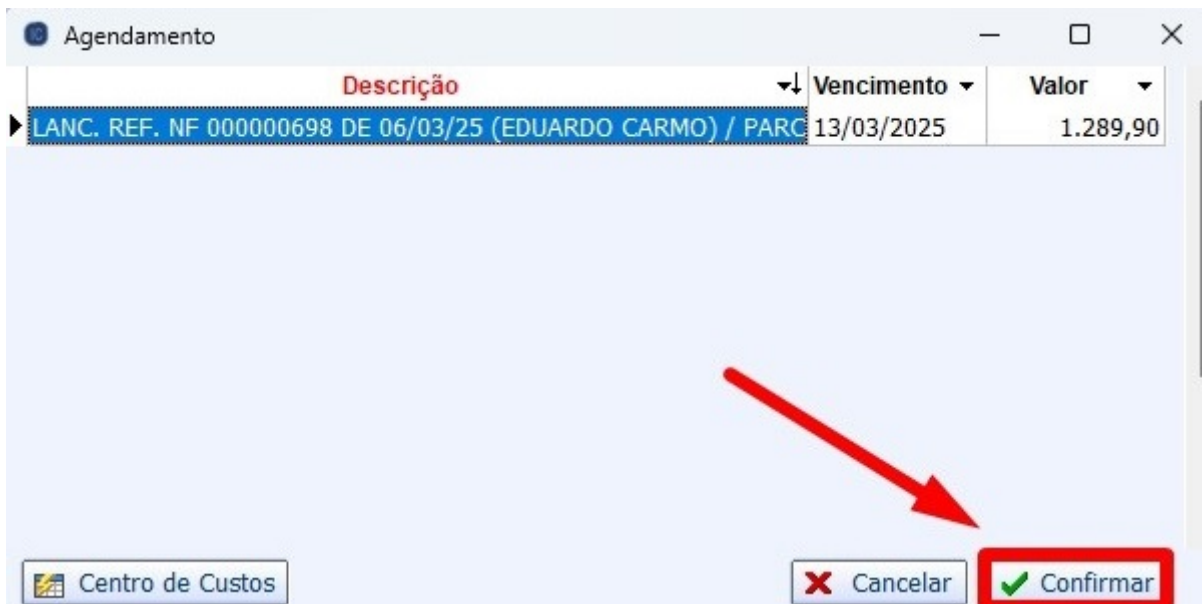 Agendamento
Descrição Vencimento Valor
LANC. REF. NF 000000698 DE 06/03/25 (EDUARDO CARMO) / PARC 13/03/2025 1.289,90
Centro de Custos Cancelar Confirmar